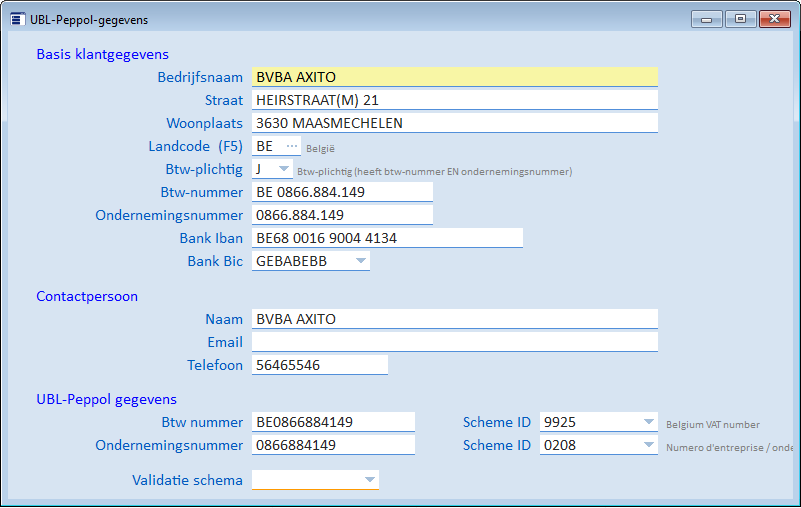 UBL-Peppol-gegevens
Basis klantgegevens
Bedrijfsnaam BVBA AXITO
Straat HEIRSTRAAT(M) 21
Woonplaats 3630 MAASMECHELEN
Landcode (F5) BE ... België
Btw-plichtig J Btw-plichtig (heeft btw-nummer EN ondernemingsnummer)
Btw-nummer BE 0866.884.149
Ondernemingsnummer 0866.884.149
Bank Iban BE68 0016 9004 4134
Bank Bic GEBABEBB
Contactpersoon
Naam BVBA AXITO
Email
Telefoon 56465546
UBL-Peppol gegevens
Btw nummer BE0866884149 Scheme ID 9925 Belgium VAT number
Ondernemingsnummer 0866884149 Scheme ID 0208 Numero d'entreprise / onde
Validatie schema